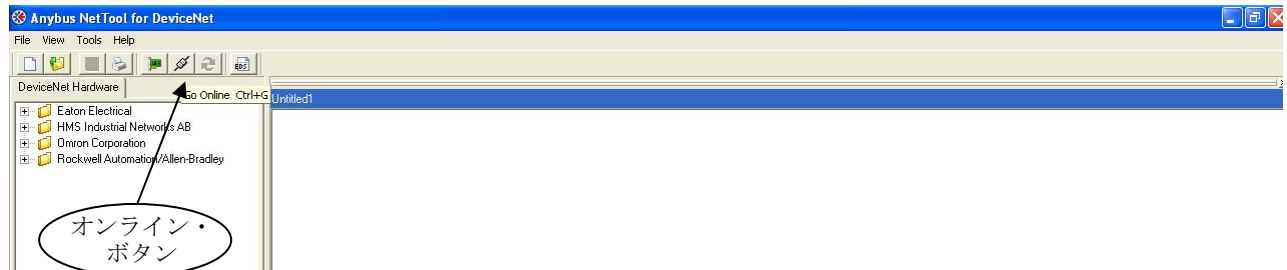 Anybus NetTool for DeviceNet
File View Tools Help
EDS
DeviceNet Hardware
Go Online Ctrl+G
Untitled1
Eaton Electrical
HMS Industrial Networks AB
Omron Corporation
Rockwell Automation/Allen-Bradley
オンライン・
ボタン